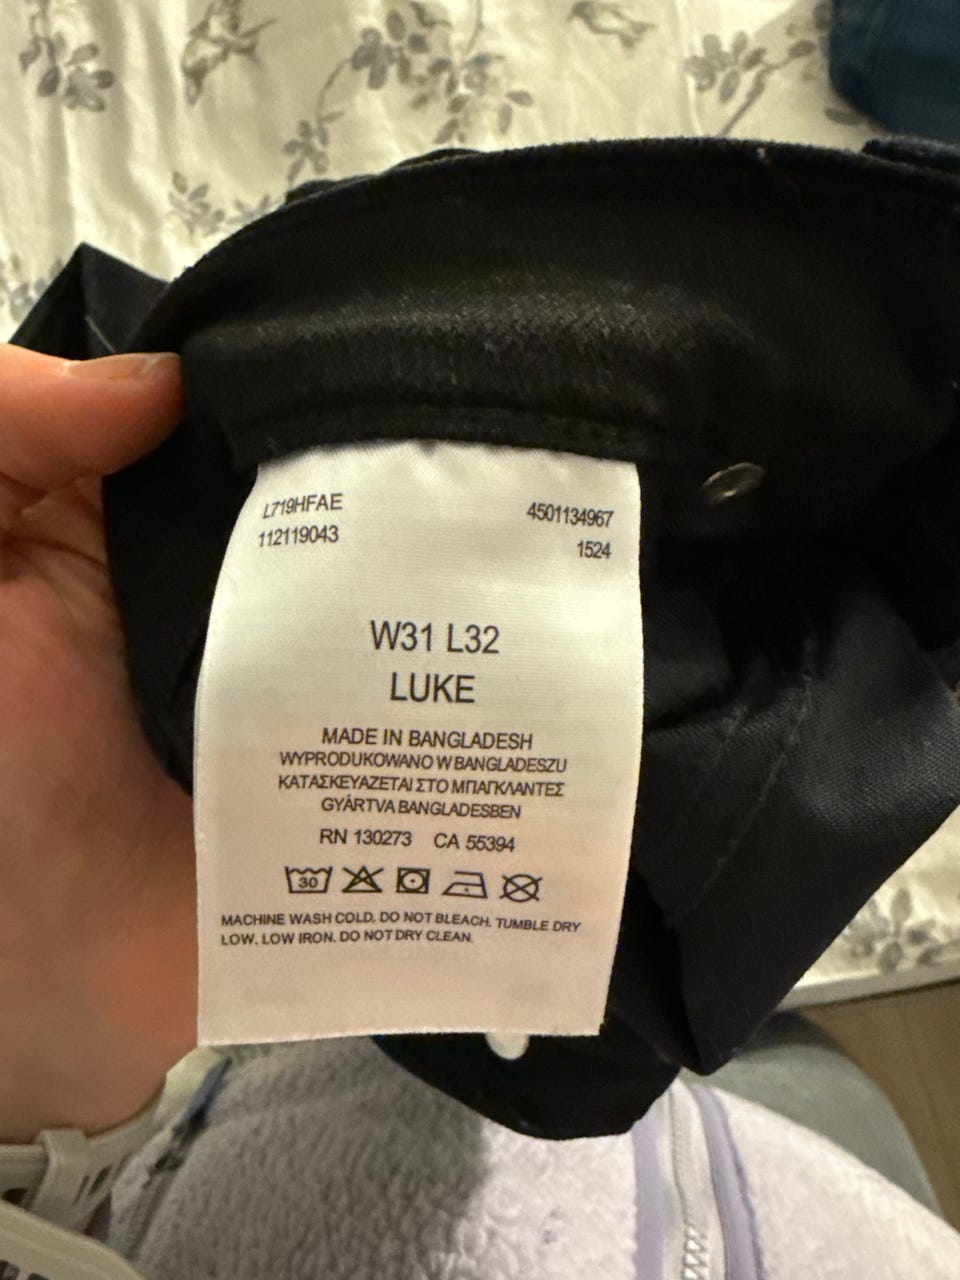 L719HFAE 4501134967
112119043 1524
W31 L32
LUKE
MADE IN BANGLADESH
WYPRODUKOWANO W BANGLADESZU
ΚΑΤΑΣΚΕΥΑΖΕΤΑΙ ΣΤΟ ΜΠΑΓΚΛΑΝΤΕΣ
GYÁRTVA BANGLADESBEN
RN 130273 CA 55394
30
MACHINE WASH COLD. DO NOT BLEACH. TUMBLE DRY
LOW. LOW IRON. DO NOT DRY CLEAN.